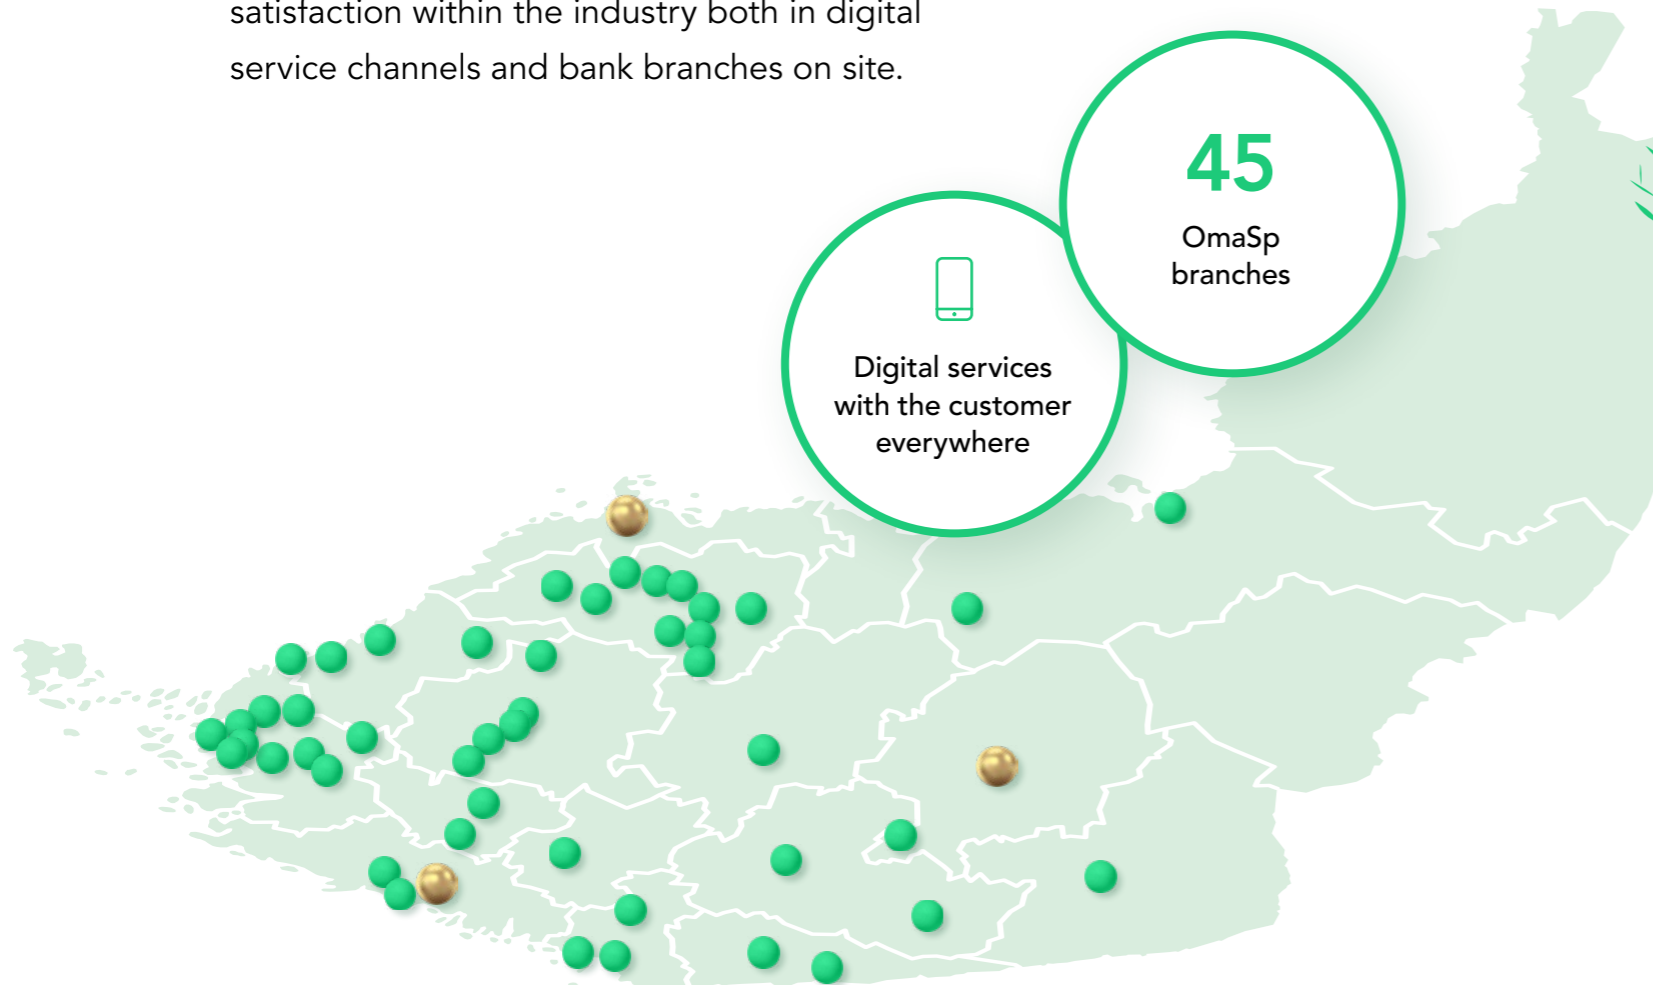 satisfaction within the industry both in digital
service channels and bank branches on site.
45
OmaSp
branches
Digital services
with the customer
everywhere